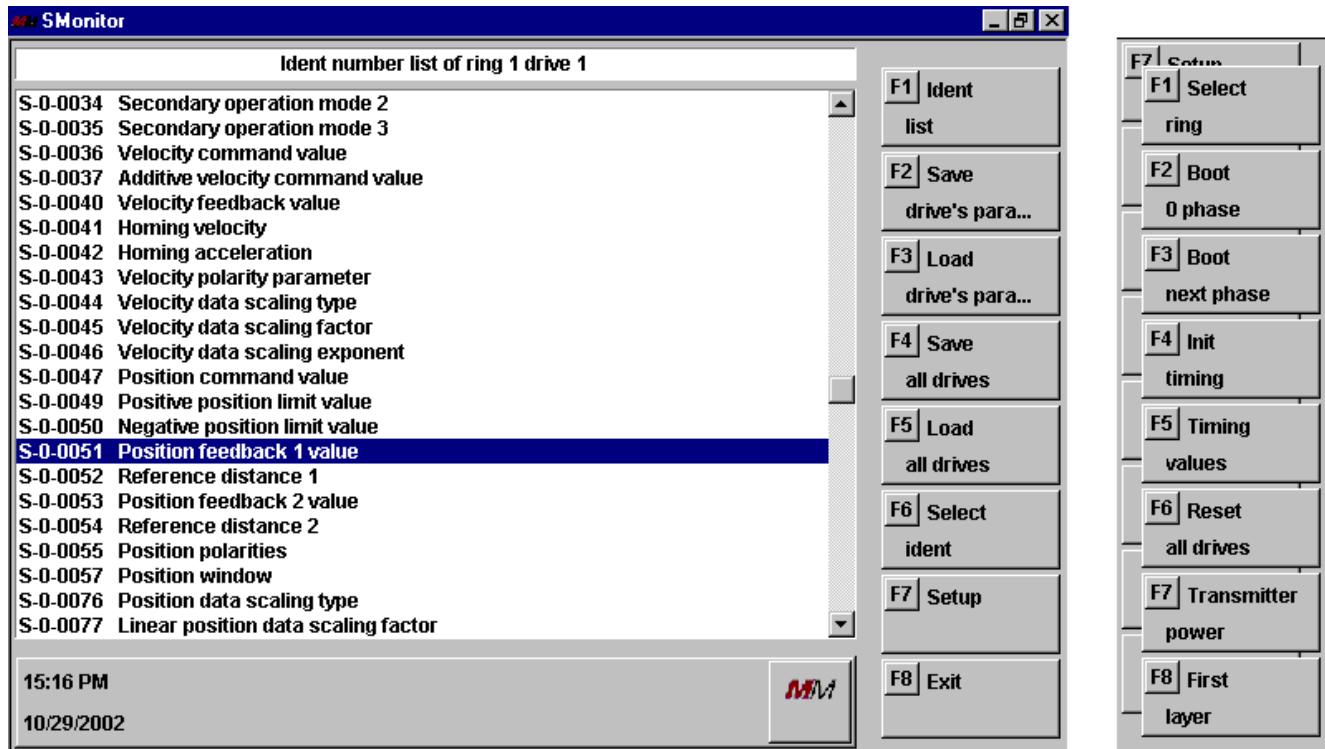 SMonitor
Ident number list of ring 1 drive 1
S-0-0034 Secondary operation mode 2
S-0-0035 Secondary operation mode 3
S-0-0036 Velocity command value
S-0-0037 Additive velocity command value
S-0-0040 Velocity feedback value
S-0-0041 Homing velocity
S-0-0042 Homing acceleration
S-0-0043 Velocity polarity parameter
S-0-0044 Velocity data scaling type
S-0-0045 Velocity data scaling factor
S-0-0046 Velocity data scaling exponent
S-0-0047 Position command value
S-0-0049 Positive position limit value
S-0-0050 Negative position limit value
S-0-0051 Position feedback 1 value
S-0-0052 Reference distance 1
S-0-0053 Position feedback 2 value
S-0-0054 Reference distance 2
S-0-0055 Position polarities
S-0-0057 Position window
S-0-0076 Position data scaling type
S-0-0077 Linear position data scaling factor
15:16 PM
10/29/2002
MM
F1 Ident
list
F2 Save
drive's para...
F3 Load
drive's para...
F4 Save
all drives
F5 Load
all drives
F6 Select
ident
F7 Setup
F8 Exit
F7 Setup
F1 Select
ring
F2 Boot
0 phase
F3 Boot
next phase
F4 Init
timing
F5 Timing
values
F6 Reset
all drives
F7 Transmitter
power
F8 First
layer